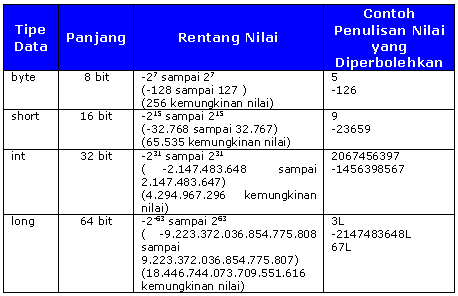 Tipe Data Panjang Rentang Nilai Contoh Penulisan Nilai yang Diperbolehkan
byte 8 bit -2⁷ sampai 2⁷ 5
(-128 sampai 127 ) -126
(256 kemungkinan nilai)
short 16 bit -2¹⁵ sampai 2¹⁵ 9
(-32.768 sampai 32.767) -23659
(65.535 kemungkinan nilai)
int 32 bit -2³¹ sampai 2³¹ 2067456397
( -2.147.483.648 sampai -1456398567
2.147.483.647)
(4.294.967.296 kemungkinan
nilai)
long 64 bit -2⁻⁶³ sampai 2⁶³ 3L
( -9.223.372.036.854.775.808 -2147483648L
sampai 67L
9.223.372.036.854.775.807)
(18.446.744.073.709.551.616
kemungkinan nilai)